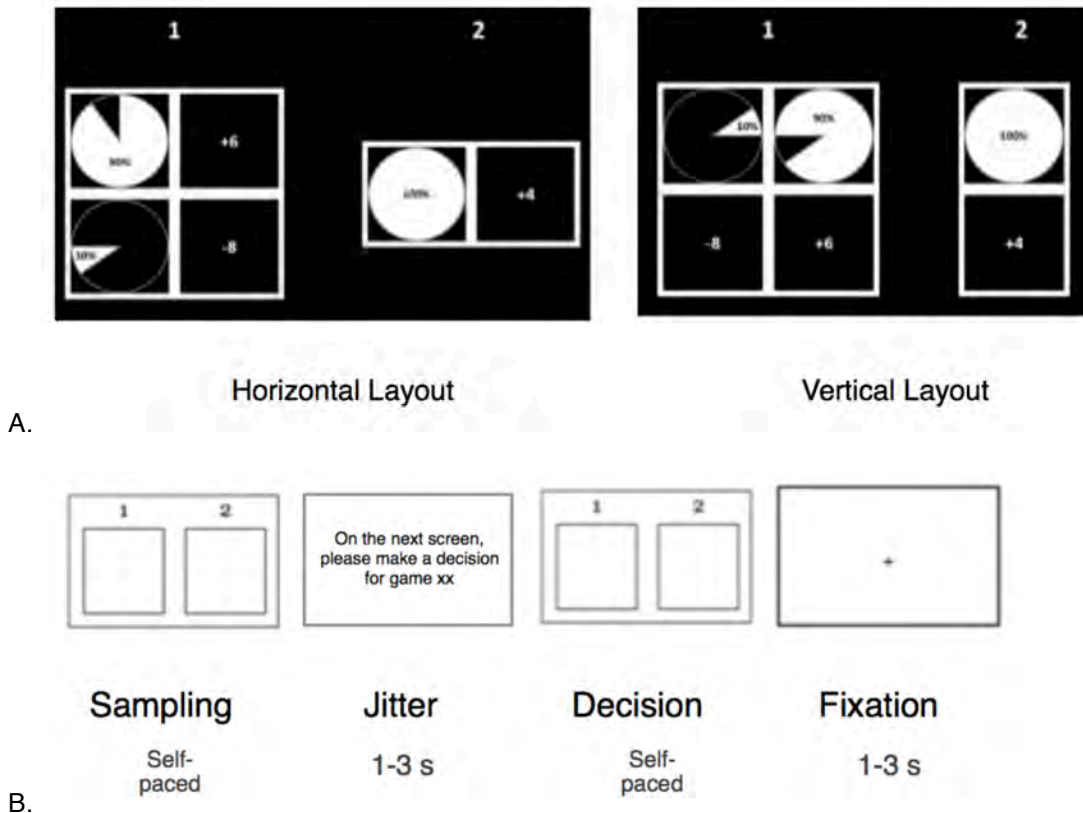 1 2
90% +6
10% -8
100% +4
1 2
10% 90% 100%
-8 +6 +4
Horizontal Layout Vertical Layout
A.
1 2
On the next screen,
please make a decision
for game xx
1 2
+
Sampling Jitter Decision Fixation
Self-
paced
1-3 s
Self-
paced
1-3 s
B.